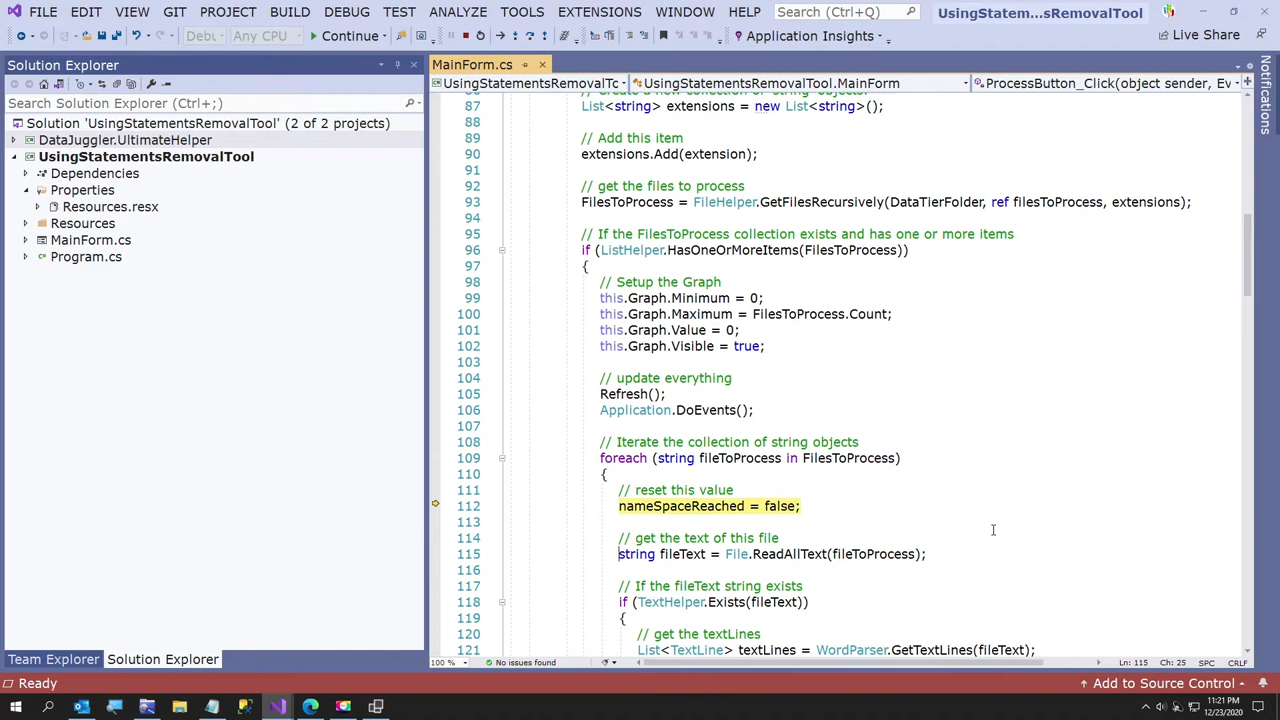 FILE EDIT VIEW GIT PROJECT BUILD DEBUG TEST ANALYZE TOOLS EXTENSIONS WINDOW HELP Search (Ctrl+Q) UsingStatem...sRemovalTool
Debu Any CPU Continue Application Insights Live Share
Solution Explorer
Search Solution Explorer (Ctrl+;)
Solution 'UsingStatementsRemovalTool' (2 of 2 projects)
DataJuggler.UltimateHelper
UsingStatementsRemovalTool
Dependencies
Properties
Resources.resx
Resources
MainForm.cs
Program.cs
Team Explorer Solution Explorer
MainForm.cs
UsingStatementsRemovalTc UsingStatementsRemovalTool.MainForm ProcessButton_Click(object sender, Ev
87 List<string> extensions = new List<string>();
88
89 // Add this item
90 extensions.Add(extension);
91
92 // get the files to process
93 FilesToProcess = FileHelper.GetFilesRecursively(DataTierFolder, ref filesToProcess, extensions);
94
95 // If the FilesToProcess collection exists and has one or more items
96 if (ListHelper.HasOneOrMoreItems(FilesToProcess))
97 {
98 // Setup the Graph
99 this.Graph.Minimum = 0;
100 this.Graph.Maximum = FilesToProcess.Count;
101 this.Graph.Value = 0;
102 this.Graph.Visible = true;
103
104 // update everything
105 Refresh();
106 Application.DoEvents();
107
108 // Iterate the collection of string objects
109 foreach (string fileToProcess in FilesToProcess)
110 {
111 // reset this value
112 nameSpaceReached = false;
113
114 // get the text of this file
115 string fileText = File.ReadAllText(fileToProcess);
116
117 // If the fileText string exists
118 if (TextHelper.Exists(fileText))
119 {
120 // get the textLines
121 List<TextLine> textLines = WordParser.GetTextLines(fileText);
100 % No issues found Ln: 115 Ch: 25 SPC CRLF
Notifications
Ready Add to Source Control
11:21 PM
12/23/2020